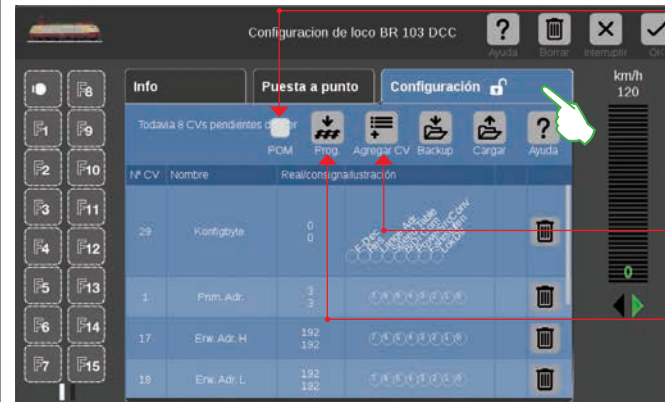 Configuracion de loco BR 103 DCC
?
Ayuda
Borrar
Interruptir
OK
Info
Puesta a punto
Configuración
km/h
120
F8
F1
F9
F2
F10
F3
F11
F4
F12
F5
F13
F6
F14
F7
F15
Todavia 8 CVs pendientes
POM
Prog.
Agregar CV
Backup
Cargar
?
Ayuda
Nº CV
Nombre
Real/consigna
Ilustración
29
Konfigbyte
0
0
1
Prim. Adr.
3
3
17
Erw. Adr. H
192
192
18
Erw. Adr. L
192
192
0